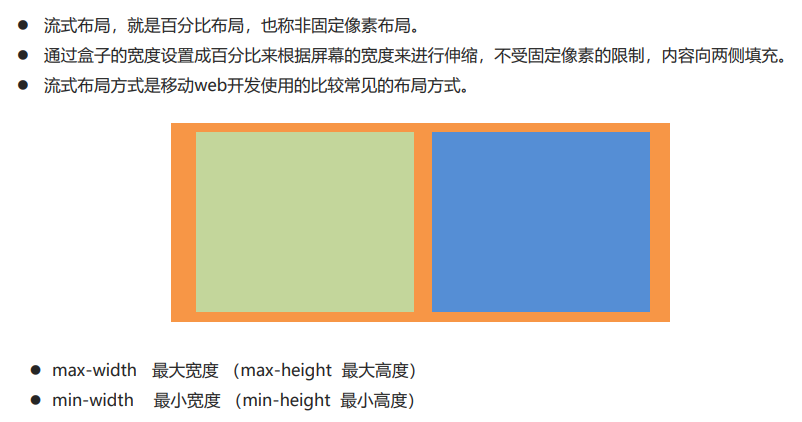 ● 流式布局，就是百分比布局，也称非固定像素布局。
● 通过盒子的宽度设置成百分比来根据屏幕的宽度来进行伸缩，不受固定像素的限制，内容向两侧填充。
● 流式布局方式是移动web开发使用的比较常见的布局方式。
● max-width 最大宽度 （max-height 最大高度）
● min-width 最小宽度 （min-height 最小高度）